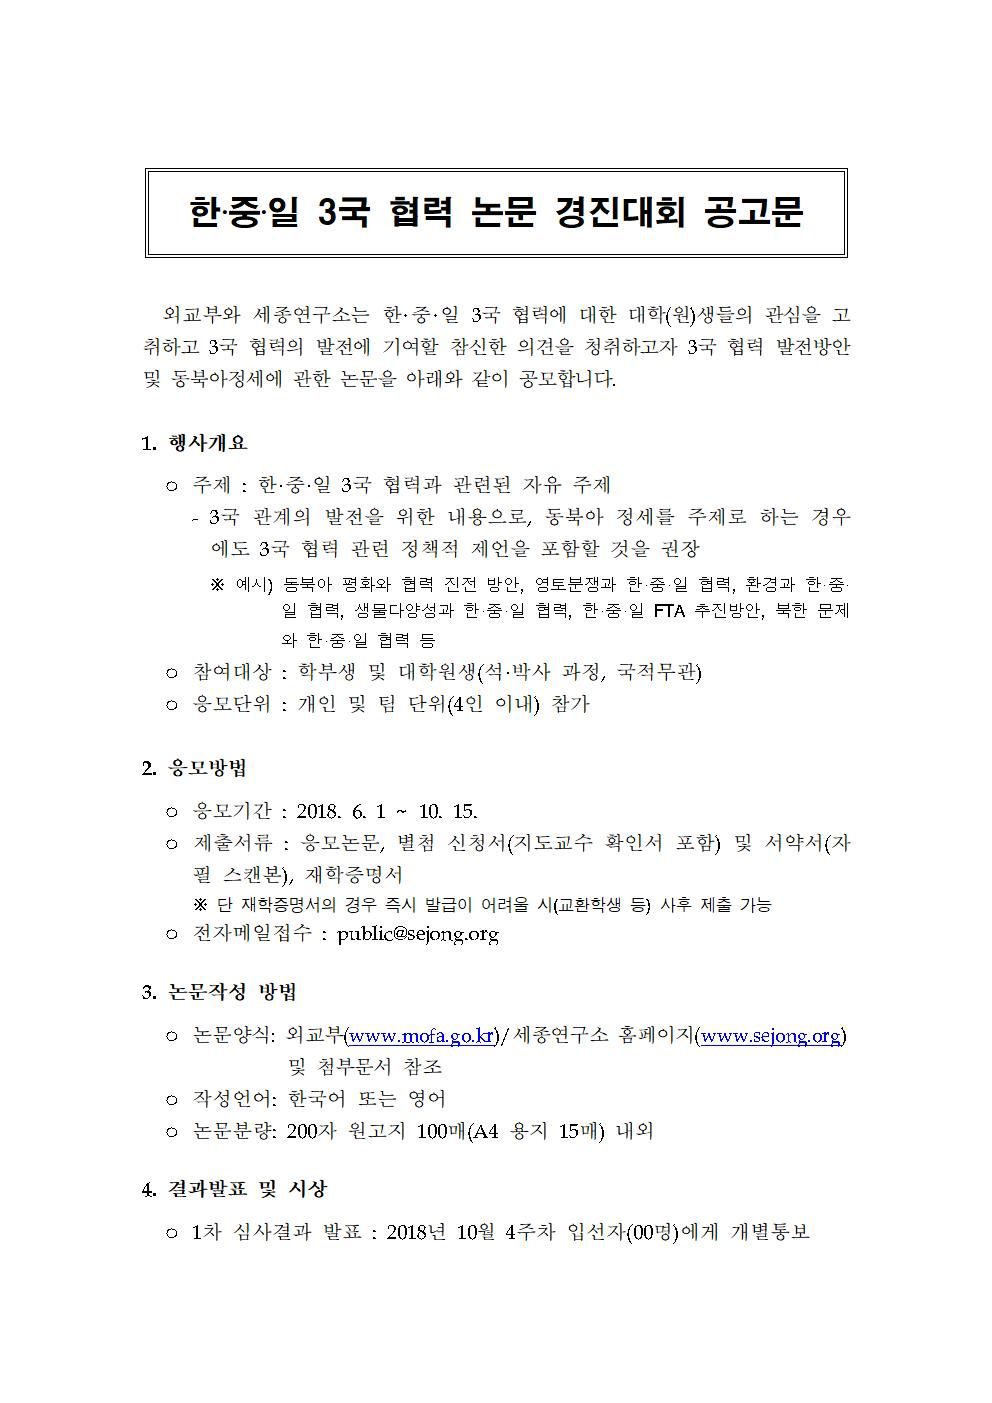 한·중·일 3국 협력 논문 경진대회 공고문
외교부와 세종연구소는 한·중·일 3국 협력에 대한 대학(원)생들의 관심을 고
취하고 3국 협력의 발전에 기여할 참신한 의견을 청취하고자 3국 협력 발전방안
및 동북아정세에 관한 논문을 아래와 같이 공모합니다.
1. 행사개요
○ 주제 : 한·중·일 3국 협력과 관련된 자유 주제
- 3국 관계의 발전을 위한 내용으로, 동북아 정세를 주제로 하는 경우
에도 3국 협력 관련 정책적 제언을 포함할 것을 권장
※ 예시) 동북아 평화와 협력 진전 방안, 영토분쟁과 한·중·일 협력, 환경과 한·중·
일 협력, 생물다양성과 한·중·일 협력, 한·중·일 FTA 추진방안, 북한 문제
와 한·중·일 협력 등
○ 참여대상 : 학부생 및 대학원생(석·박사 과정, 국적무관)
○ 응모단위 : 개인 및 팀 단위(4인 이내) 참가
2. 응모방법
○ 응모기간 : 2018. 6. 1 ~ 10. 15.
○ 제출서류 : 응모논문, 별첨 신청서(지도교수 확인서 포함) 및 서약서(자
필 스캔본), 재학증명서
※ 단 재학증명서의 경우 즉시 발급이 어려울 시(교환학생 등) 사후 제출 가능
○ 전자메일접수 : public@sejong.org
3. 논문작성 방법
○ 논문양식: 외교부(www.mofa.go.kr)/세종연구소 홈페이지(www.sejong.org)
및 첨부문서 참조
○ 작성언어: 한국어 또는 영어
○ 논문분량: 200자 원고지 100매(A4 용지 15매) 내외
4. 결과발표 및 시상
○ 1차 심사결과 발표 : 2018년 10월 4주차 입선자(00명)에게 개별통보